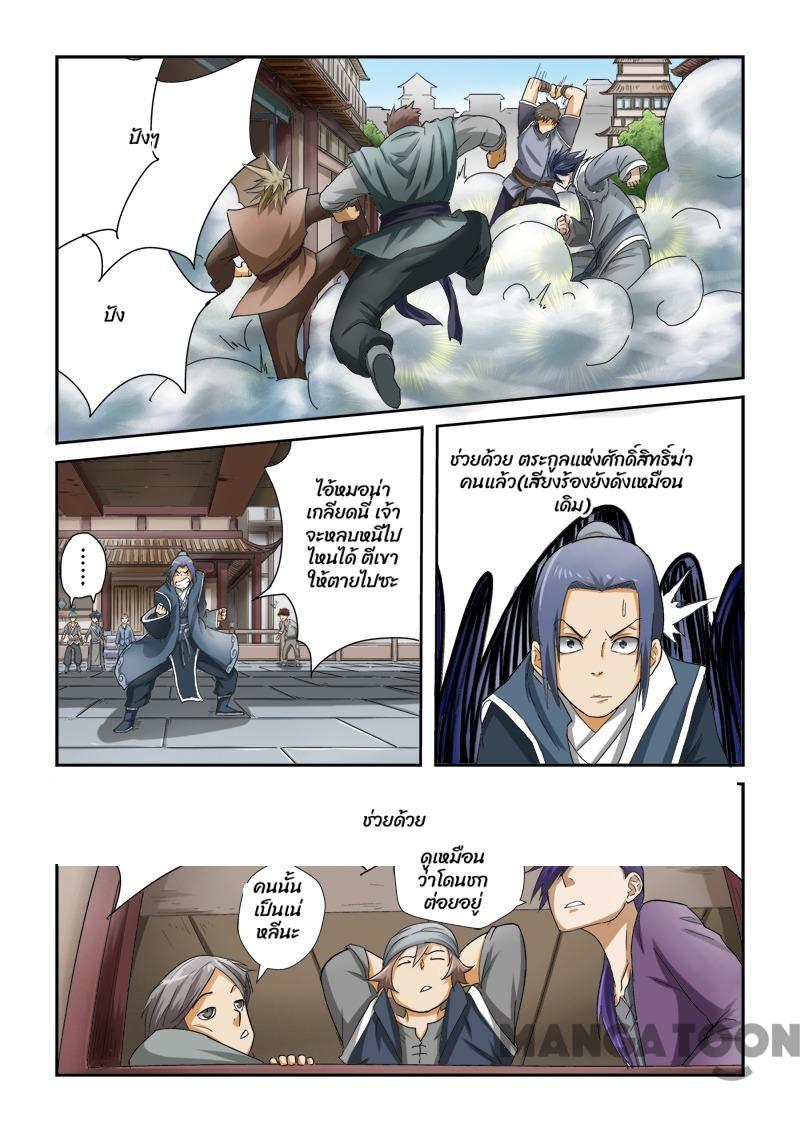 ปังๆ
ปัง
ช่วยด้วย ตระกูลแห่งศักดิ์สิทธิ์ฆ่า
คนแล้ว(เสียงร้องยังดังเหมือน
เดิม)
ไอ้หมอน่า
เกลียดนี่ เจ้า
จะหลบหนีไป
ไหนได้ ตีเขา
ให้ตายไปซะ
......
ช่วยด้วย
ดูเหมือน
ว่าโดนชก
ต่อยอยู่
คนนั้น
เป็นเน่
หลีนะ
MANGATOON